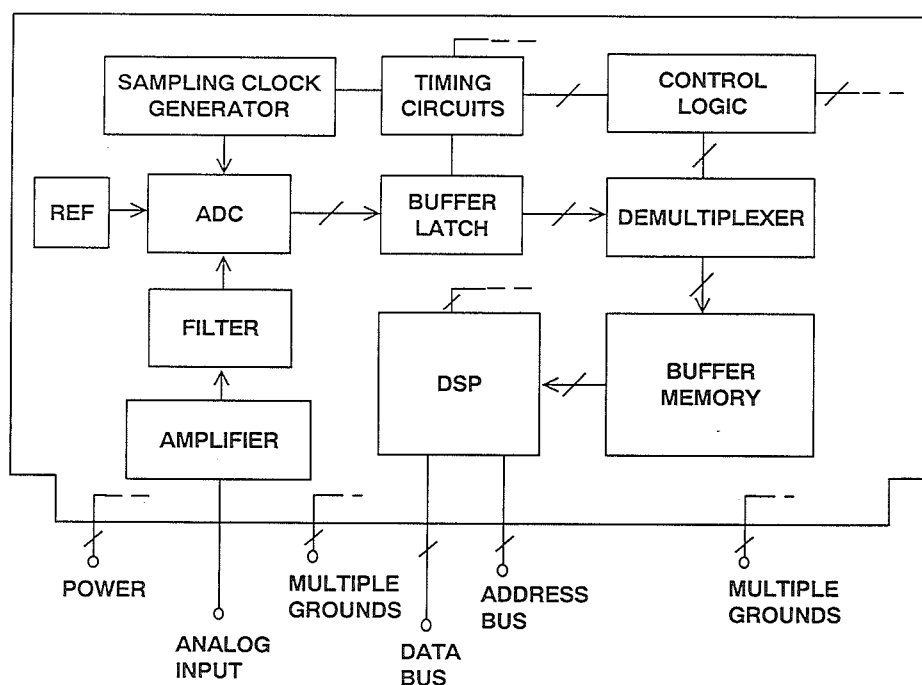 SAMPLING CLOCK
GENERATOR
TIMING
CIRCUITS
CONTROL
LOGIC
REF
ADC
BUFFER
LATCH
DEMULTIPLEXER
FILTER
DSP
BUFFER
MEMORY
AMPLIFIER
POWER
MULTIPLE
GROUNDS
ADDRESS
BUS
MULTIPLE
GROUNDS
ANALOG
INPUT
DATA
BUS